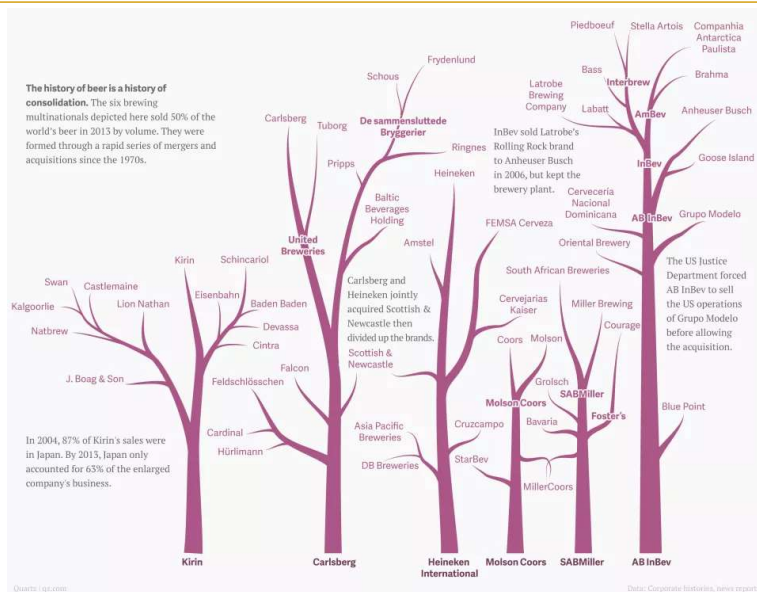 The history of beer is a history of
consolidation. The six brewing
multinationals depicted here sold 50% of the
world's beer in 2013 by volume. They were
formed through a rapid series of mergers and
acquisitions since the 1970s.
Swan
Castlemaine
Kalgoorlie
Lion Nathan
Natbrew
J. Boag & Son
Kirin
Schincariol
Eisenbahn
Baden Baden
Devassa
Cintra
In 2004, 87% of Kirin's sales were
in Japan. By 2013, Japan only
accounted for 63% of the enlarged
company's business.
Kirin
Carlsberg
Tuborg
United
Breweries
Frydenlund
Schous
De sammensluttede
Bryggerier
Ringnes
Pripps
Baltic
Beverages
Holding
Carlsberg and
Heineken jointly
acquired Scottish &
Newcastle then
divided up the brands.
Scottish &
Newcastle
Falcon
Feldschlösschen
Cardinal
Hürlimann
Carlsberg
Heineken
Amstel
FEMSA Cerveza
Cervejarias
Kaiser
Asia Pacific
Breweries
DB Breweries
Cruzcampo
Heineken
International
InBev sold Latrobe's
Rolling Rock brand
to Anheuser Busch
in 2006, but kept the
brewery plant.
Coors
Molson
Molson Coors
StarBev
MillerCoors
Molson Coors
South African Breweries
Miller Brewing
Courage
Grolsch
SABMiller
Foster's
Bavaria
SABMiller
Piedboeuf
Stella Artois
Companhia
Antarctica
Paulista
Bass
Interbrew
Brahma
Latrobe
Brewing
Company
Labatt
AmBev
Anheuser Busch
InBev
Goose Island
Cervecería
Nacional
Dominicana
AB InBev
Grupo Modelo
Oriental Brewery
The US Justice
Department forced
AB InBev to sell
the US operations
of Grupo Modelo
before allowing
the acquisition.
Blue Point
AB InBev
Quartz | qz.com
Data: Corporate histories, news report